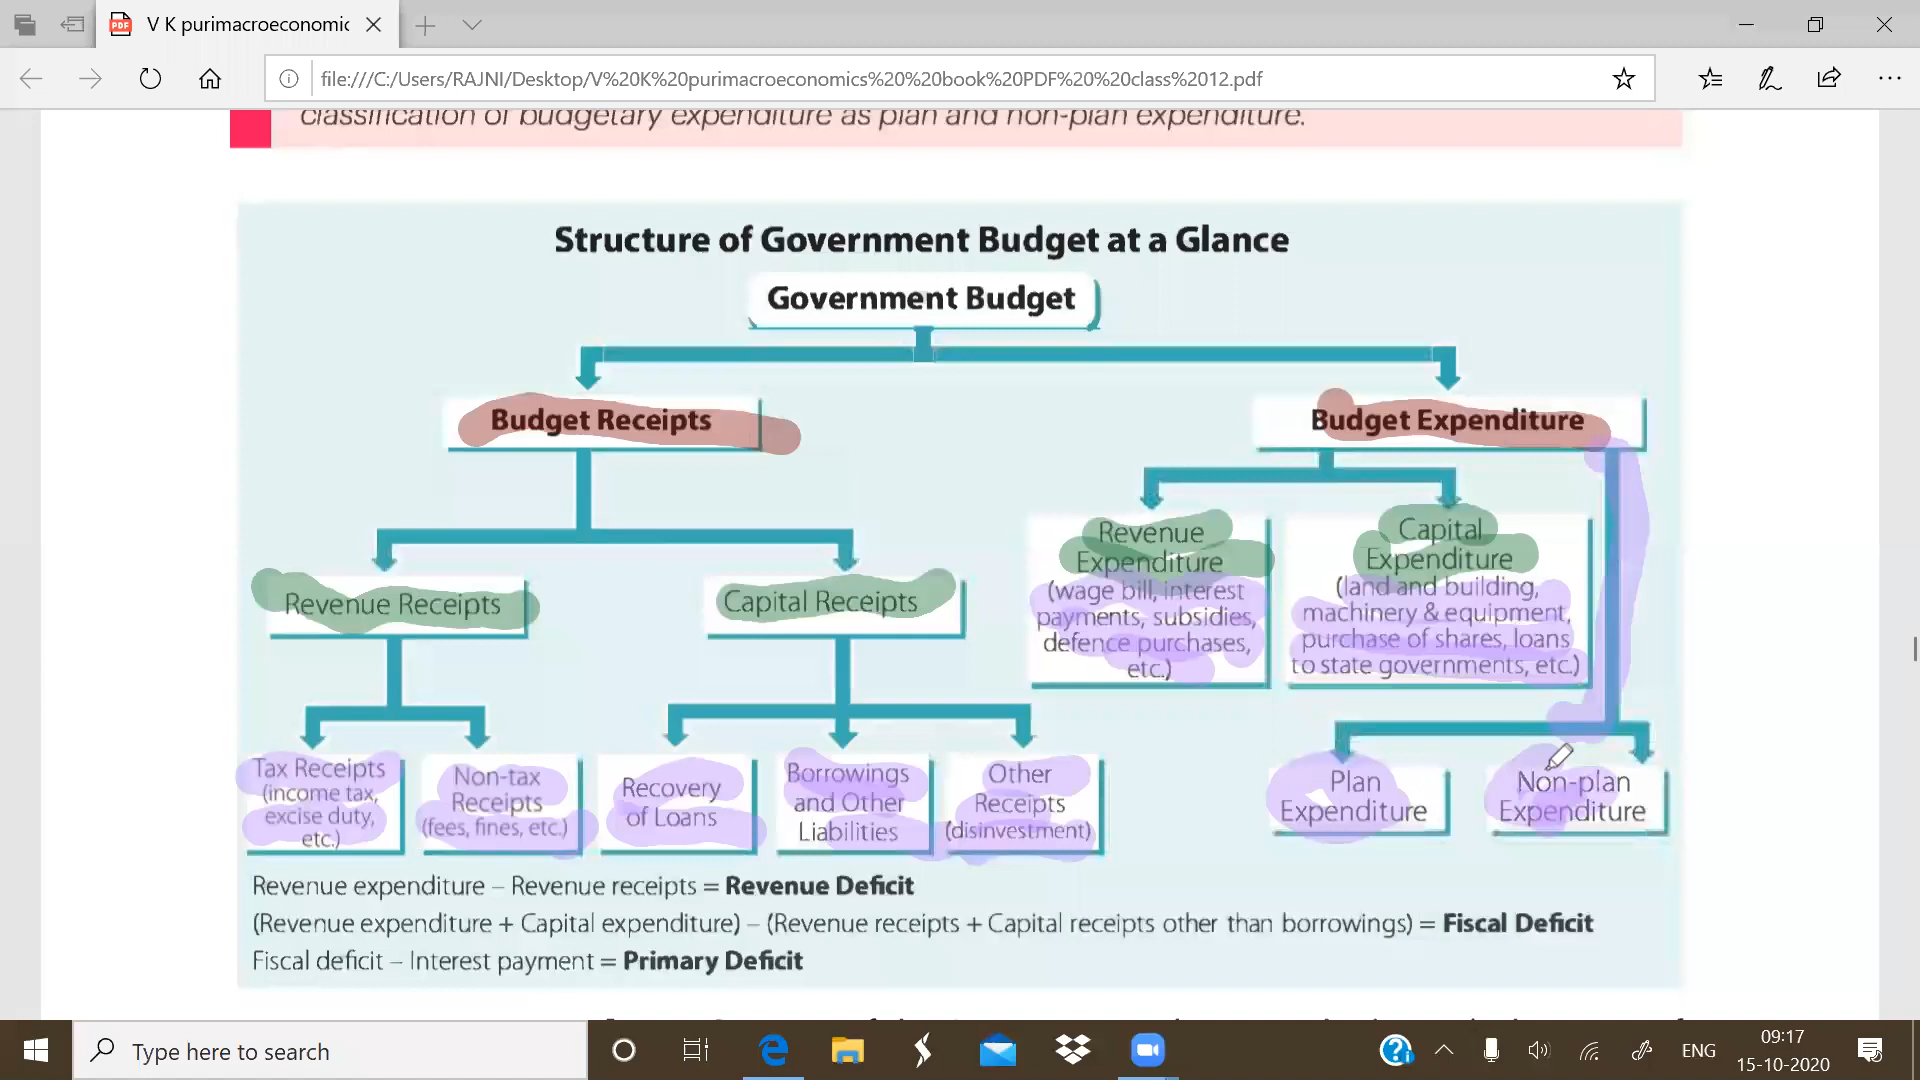 V K purimacroeconomic
file:///C:/Users/RAJNI/Desktop/V%20K%20purimacroeconomics%20%20book%20PDF%20%20class%2012.pdf
classification of budgetary expenditure as plan and non-plan expenditure.
Structure of Government Budget at a Glance
Government Budget
Budget Receipts
Budget Expenditure
Revenue
Expenditure
(wage bill, interest
payments, subsidies,
defence purchases,
etc.)
Capital
Expenditure
(land and building,
machinery & equipment,
purchase of shares, loans
to state governments, etc.)
Revenue Receipts
Capital Receipts
Tax Receipts
(income tax,
excise duty,
etc.)
Non-tax
Receipts
(fees, fines, etc.)
Recovery
of Loans
Borrowings
and Other
Liabilities
Other
Receipts
(disinvestment)
Plan
Expenditure
Non-plan
Expenditure
Revenue expenditure – Revenue receipts = Revenue Deficit
(Revenue expenditure + Capital expenditure) – (Revenue receipts + Capital receipts other than borrowings) = Fiscal Deficit
Fiscal deficit – Interest payment = Primary Deficit
Type here to search
ENG
09:17
15-10-2020